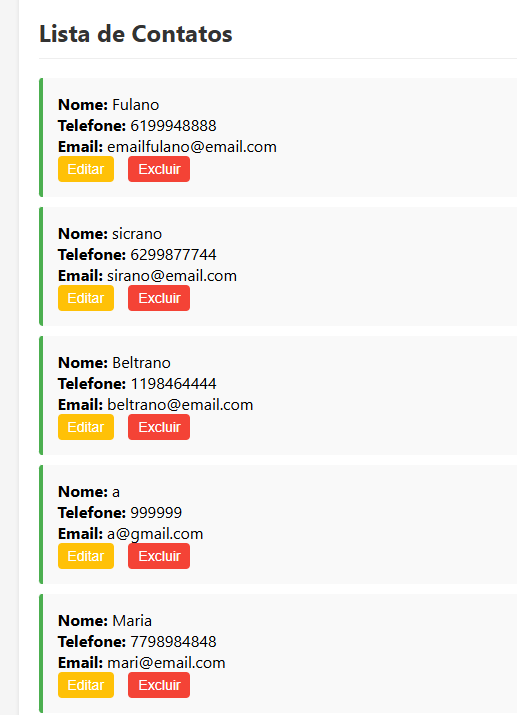 Lista de Contatos
Nome: Fulano
Telefone: 6199948888
Email: emailfulano@email.com
Editar Excluir
Nome: sicrano
Telefone: 6299877744
Email: sirano@email.com
Editar Excluir
Nome: Beltrano
Telefone: 1198464444
Email: beltrano@email.com
Editar Excluir
Nome: a
Telefone: 999999
Email: a@gmail.com
Editar Excluir
Nome: Maria
Telefone: 7798984848
Email: mari@email.com
Editar Excluir